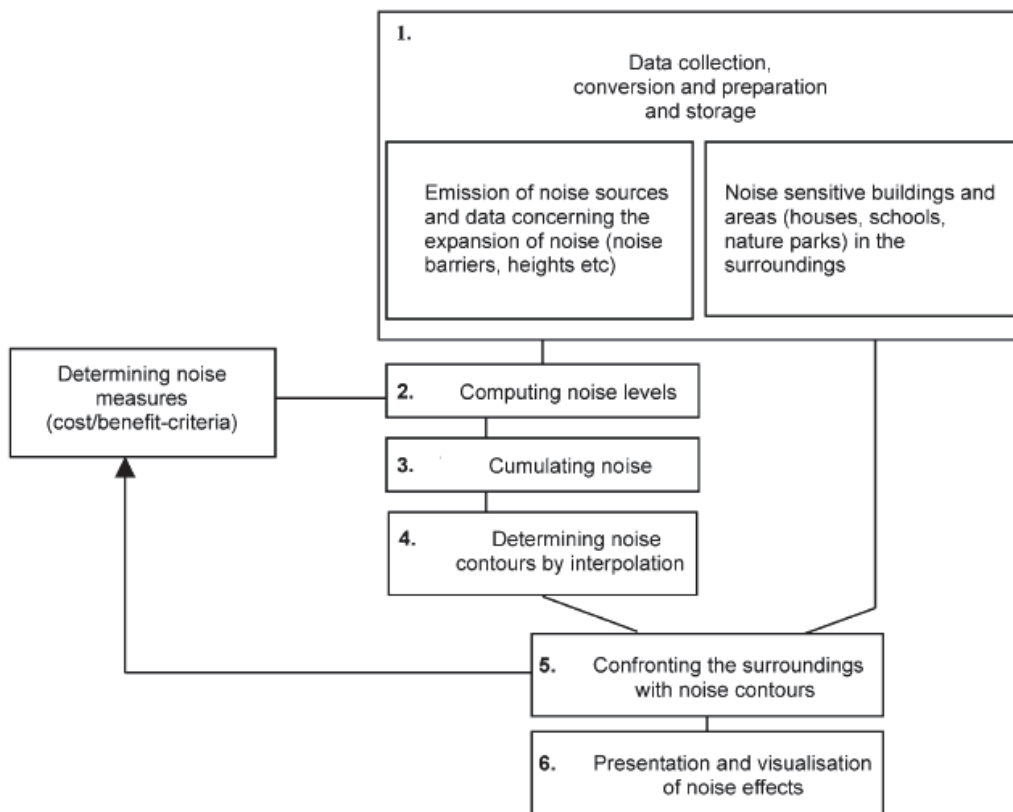 1.
Data collection,
conversion and preparation
and storage
Emission of noise sources
and data concerning the
expansion of noise (noise
barriers, heights etc)
Noise sensitive buildings and
areas (houses, schools,
nature parks) in the
surroundings
Determining noise
measures
(cost/benefit-criteria)
2. Computing noise levels
3. Cumulating noise
4. Determining noise
contours by interpolation
5. Confronting the surroundings
with noise contours
6. Presentation and visualisation
of noise effects